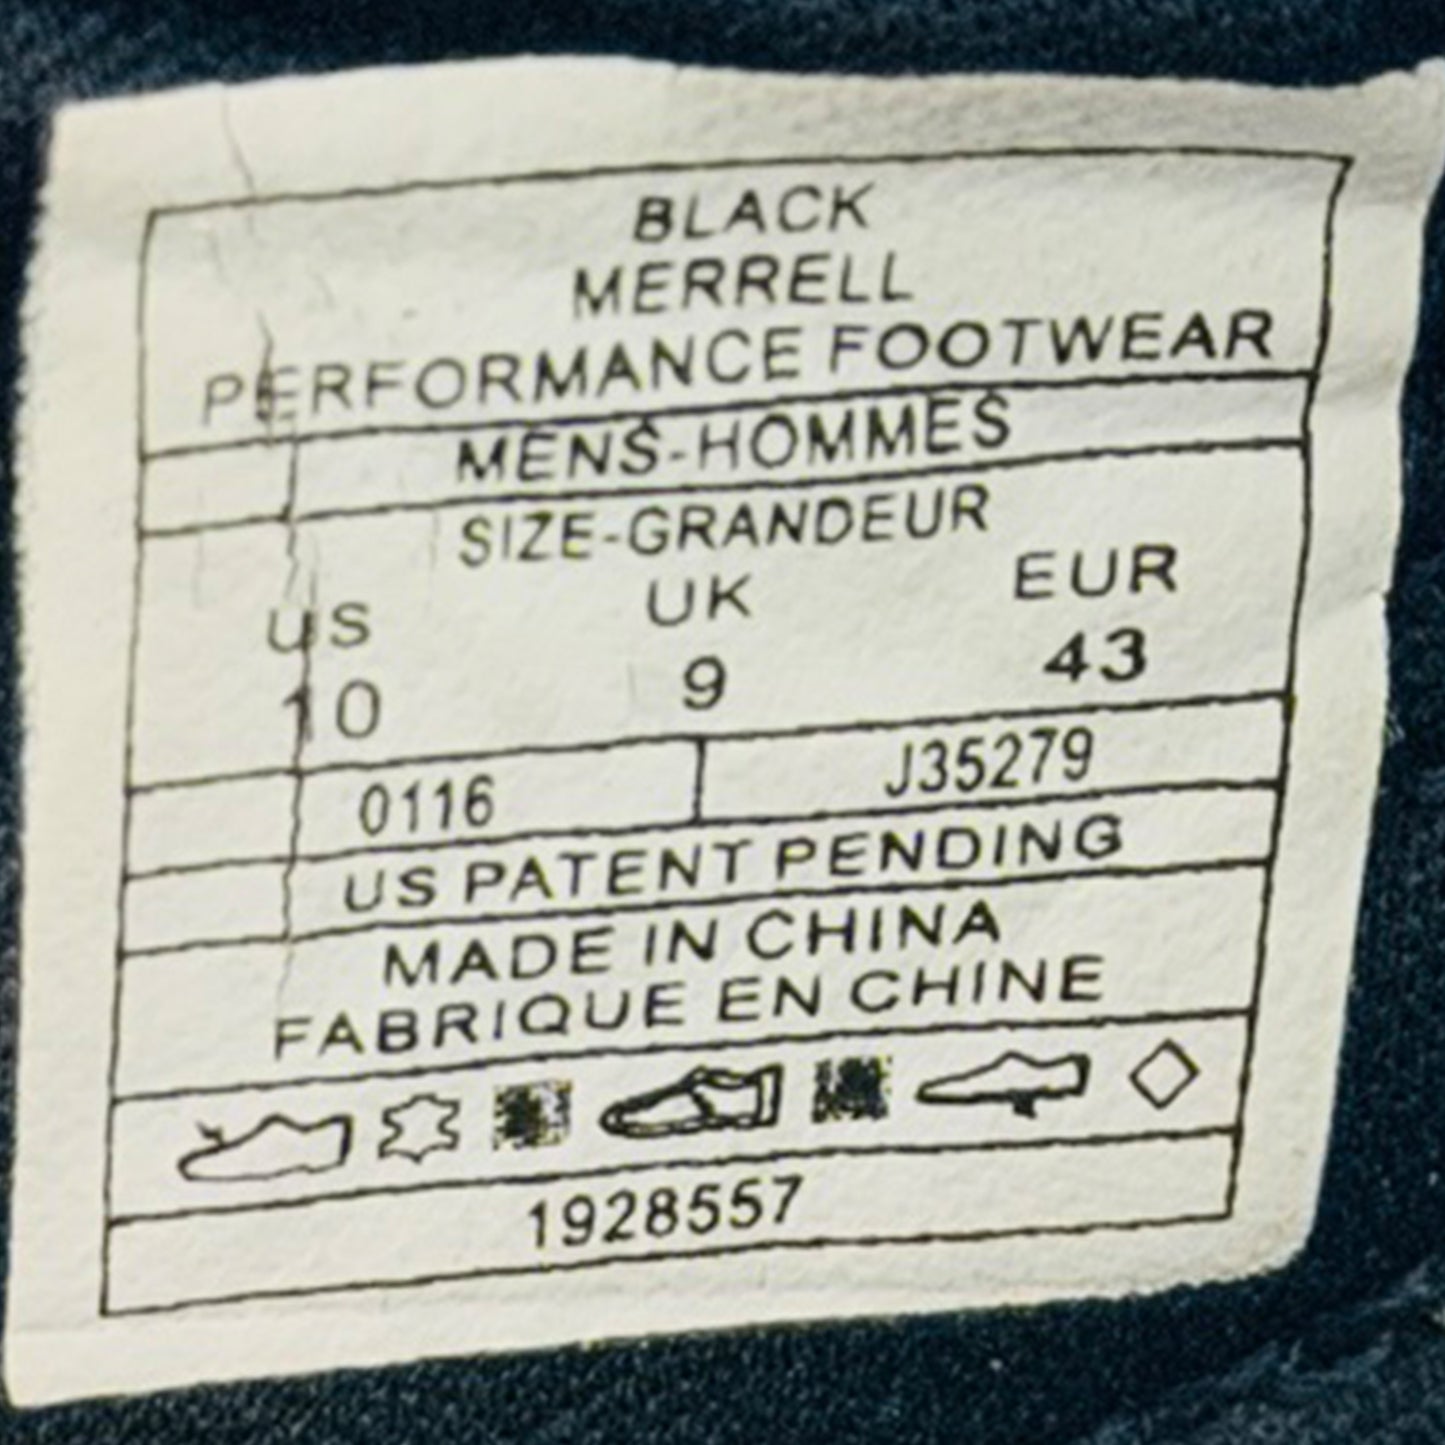 BLACK
MERRELL
PERFORMANCE FOOTWEAR
MENS-HOMMES
SIZE-GRANDEUR
US UK EUR
10 9 43
0116 J35279
US PATENT PENDING
MADE IN CHINA
FABRIQUE EN CHINE
1928557